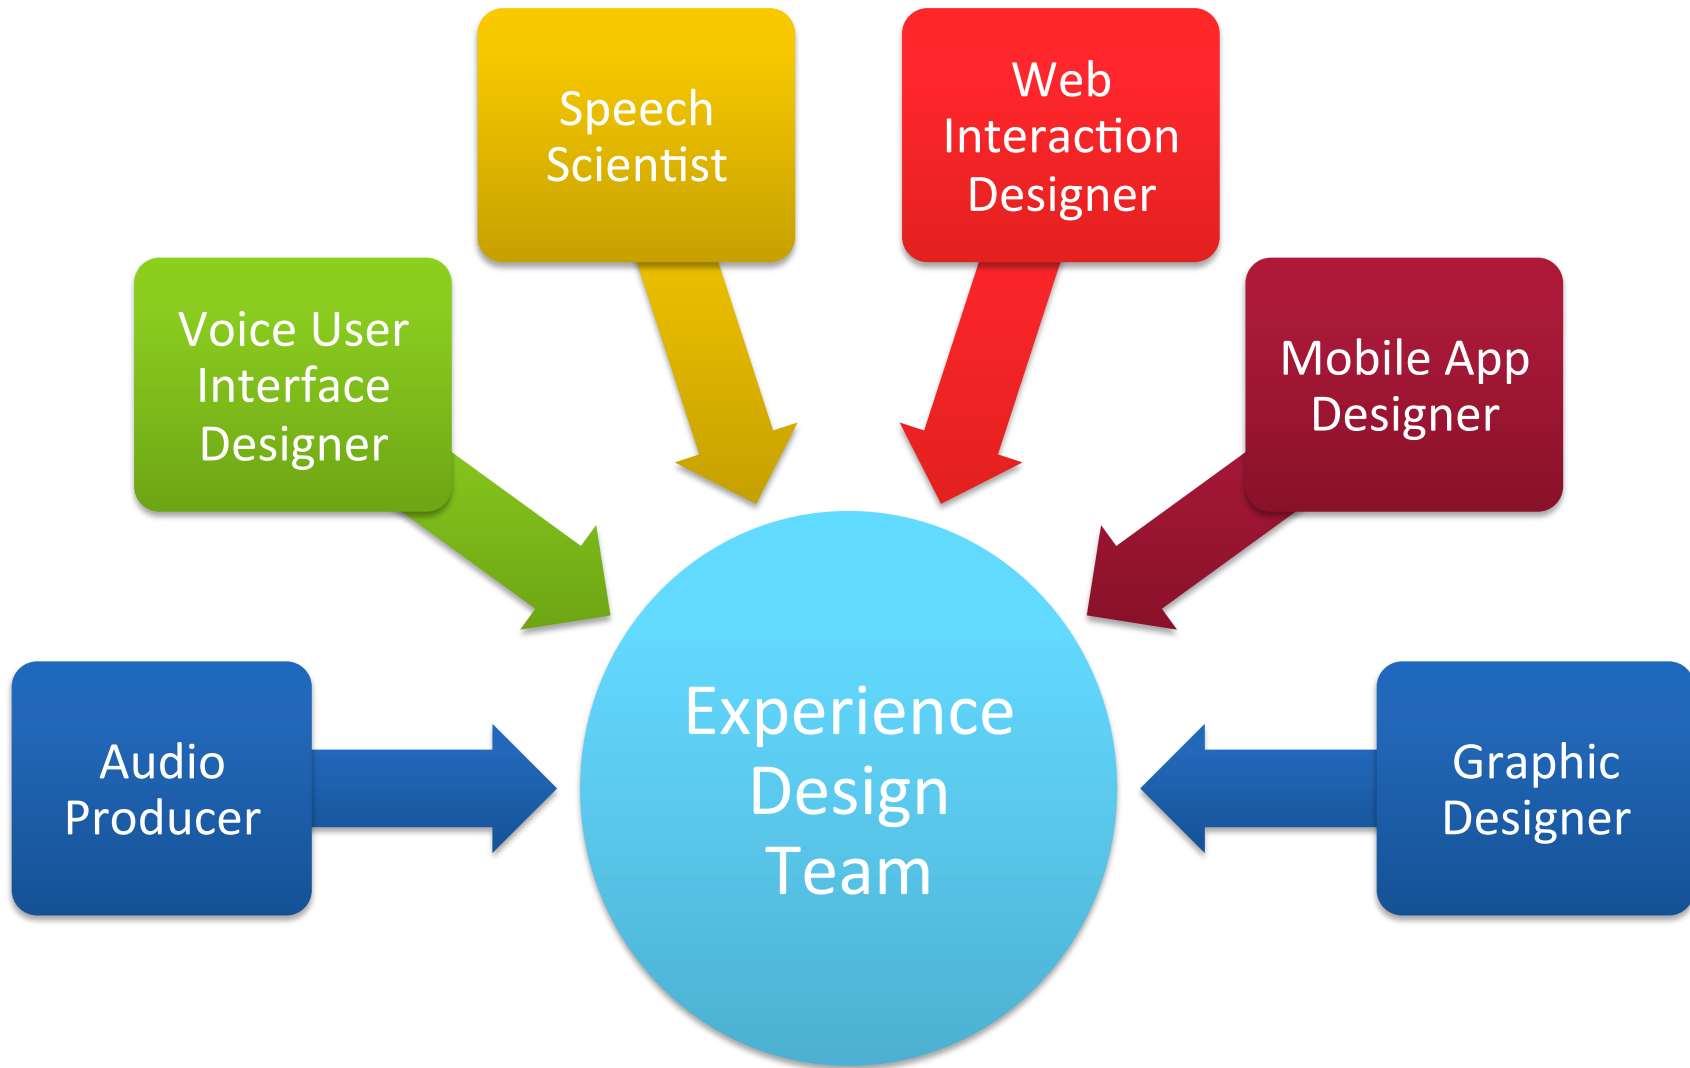 Speech
Scientist
Web
Interaction
Designer
Voice User
Interface
Designer
Mobile App
Designer
Audio
Producer
Experience
Design
Team
Graphic
Designer